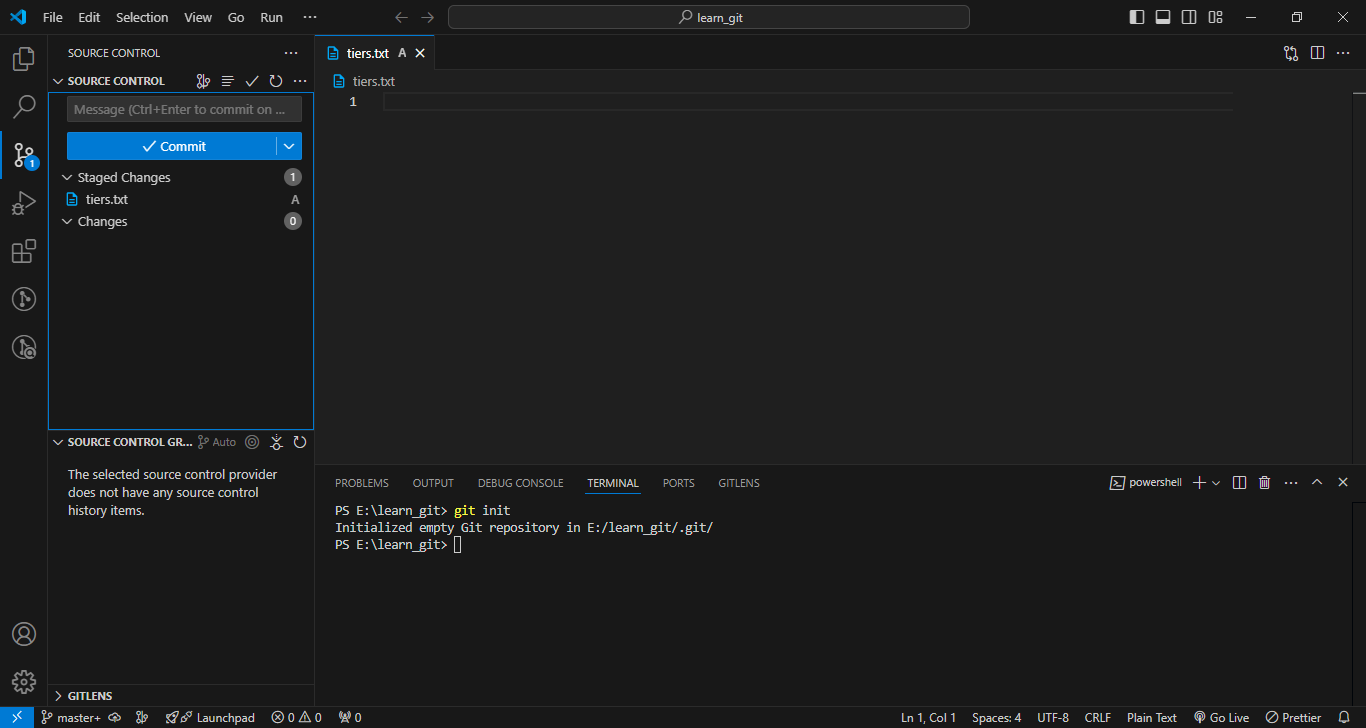 File Edit Selection View Go Run ···
learn_git
SOURCE CONTROL ···
SOURCE CONTROL ···
Message (Ctrl+Enter to commit on ...
Commit
Staged Changes 1
tiers.txt A
Changes 0
1
SOURCE CONTROL GR... Auto
The selected source control provider
does not have any source control
history items.
GITLENS
tiers.txt A
tiers.txt
1
PROBLEMS OUTPUT DEBUG CONSOLE TERMINAL PORTS GITLENS powershell
PS E:\learn_git> git init
Initialized empty Git repository in E:/learn_git/.git/
PS E:\learn_git>
master+ Launchpad 0 0 0 Ln 1, Col 1 Spaces: 4 UTF-8 CRLF Plain Text Go Live Prettier